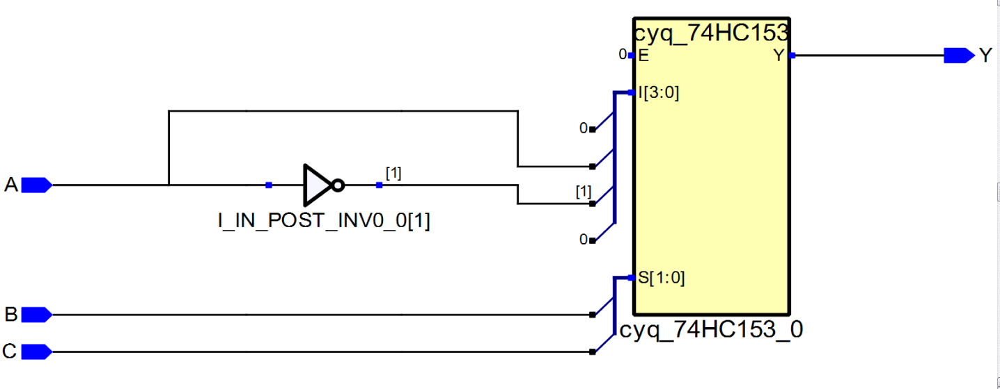 cyq_74HC153
0 E Y Y
I[3:0]
0
[1]
A
[1]
I_IN_POST_INV0_0[1]
0
S[1:0]
B
cyq_74HC153_0
C